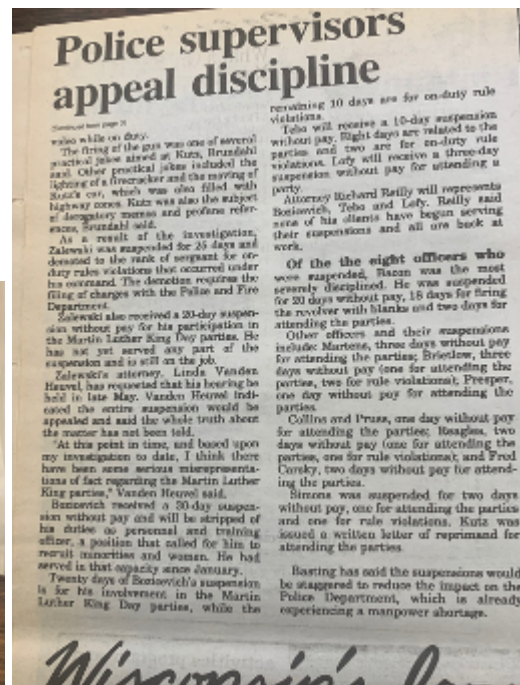 Police supervisors
appeal discipline
(Continued from page 3)
video while on duty.
The firing of the gun was one of several
practical jokes aimed at Kutz, Brundahl
said. Other practical jokes included the
lighting of a firecracker and the moving of
Kutz's car, which was also filled with
highway cones. Kutz was also the subject
of derogatory memos and profane refer-
ences, Brundahl said.
As a result of the investigation,
Zalewski was suspended for 25 days and
demoted to the rank of sergeant for on-
duty rules violations that occurred under
his command. The demotion requires the
filing of charges with the Police and Fire
Department.
Zalewski also received a 20-day suspen-
sion without pay for his participation in
the Martin Luther King Day parties. He
has not yet served any part of the
suspension and is still on the job.
Zalewski's attorney, Linda Vanden
Heuvel, has requested that his hearing be
held in late May. Vanden Heuvel indi-
cated the entire suspension would be
appealed and said the whole truth about
the matter has not been told.
"At this point in time, and based upon
my investigation to date, I think there
have been some serious misrepresenta-
tions of fact regarding the Martin Luther
King parties," Vanden Heuvel said.
Bozicevich received a 30-day suspen-
sion without pay and will be stripped of
his duties as personnel and training
officer, a position that called for him to
recruit minorities and women. He had
served in that capacity since January.
Twenty days of Bozicevich's suspension
is for his involvement in the Martin
Luther King Day parties, while the
remaining 10 days are for on-duty rule
violations.
Tebo will receive a 10-day suspension
without pay. Eight days are related to the
parties and two are for on-duty rule
violations. Lofy will receive a three-day
suspension without pay for attending a
party.
Attorney Richard Reilly will represents
Bozicevich, Tebo and Lofy. Reilly said
none of his clients have begun serving
their suspensions and all are back at
work.
Of the the eight officers who
were suspended, Bacon was the most
severely disciplined. He was suspended
for 20 days without pay, 18 days for firing
the revolver with blanks and two days for
attending the parties.
Other officers and their suspensions
include: Martens, three days without pay
for attending the parties; Bristlow, three
days without pay (one for attending the
parties, two for rule violations); Presper,
one day without pay for attending the
parties.
Collins and Pruss, one day without pay
for attending the parties; Reagles, two
days without pay (one for attending the
parties, one for rule violations); and Fred
Corsky, two days without pay for attend-
ing the parties.
Simons was suspended for two days
without pay, one for attending the parties
and one for rule violations. Kutz was
issued a written letter of reprimand for
attending the parties.
Basting has said the suspensions would
be staggered to reduce the impact on the
Police Department, which is already
experiencing a manpower shortage.
Wisconsin's